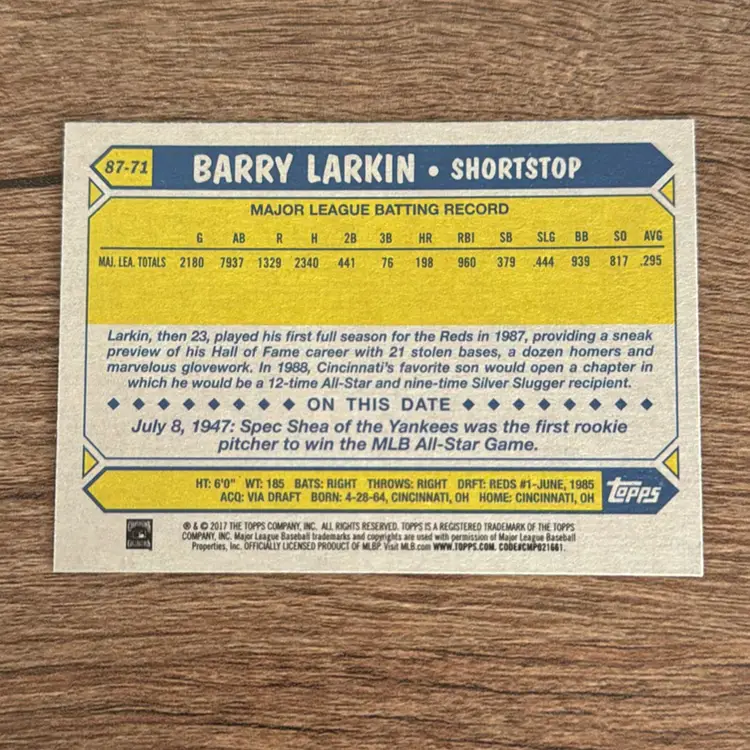 87-71
BARRY LARKIN • SHORTSTOP
MAJOR LEAGUE BATTING RECORD
G AB R H 2B 3B HR RBI SB SLG BB SO AVG
MAJ. LEA. TOTALS 2180 7937 1329 2340 441 76 198 960 379 .444 939 817 .295
Larkin, then 23, played his first full season for the Reds in 1987, providing a sneak
preview of his Hall of Fame career with 21 stolen bases, a dozen homers and
marvelous glovework. In 1988, Cincinnati's favorite son would open a chapter in
which he would be a 12-time All-Star and nine-time Silver Slugger recipient.
ON THIS DATE
July 8, 1947: Spec Shea of the Yankees was the first rookie
pitcher to win the MLB All-Star Game.
HT: 6'0" WT: 185 BATS: RIGHT THROWS: RIGHT DRFT: REDS #1-JUNE, 1985
ACQ: VIA DRAFT BORN: 4-28-64, CINCINNATI, OH HOME: CINCINNATI, OH
Topps
® & © 2017 THE TOPPS COMPANY, INC. ALL RIGHTS RESERVED. TOPPS IS A REGISTERED TRADEMARK OF THE TOPPS
COMPANY, INC. Major League Baseball trademarks and copyrights are used with permission of Major League Baseball
Properties, Inc. OFFICIALLY LICENSED PRODUCT OF MLBP. Visit MLB.com WWW.TOPPS.COM. CODE#CMP021661.